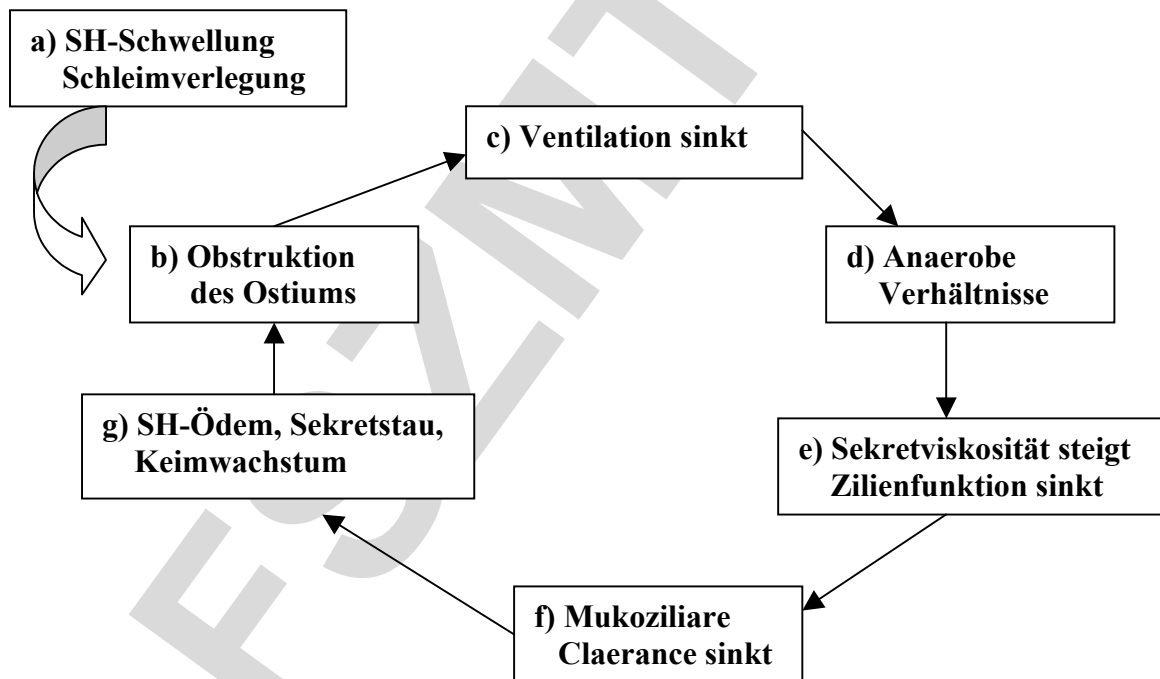 a) SH-Schwellung
Schleimverlegung
b) Obstruktion
des Ostiums
c) Ventilation sinkt
d) Anaerobe
Verhältnisse
e) Sekretviskosität steigt
Zilienfunktion sinkt
f) Mukoziliare
Claerance sinkt
g) SH-Ödem, Sekretstau,
Keimwachstum